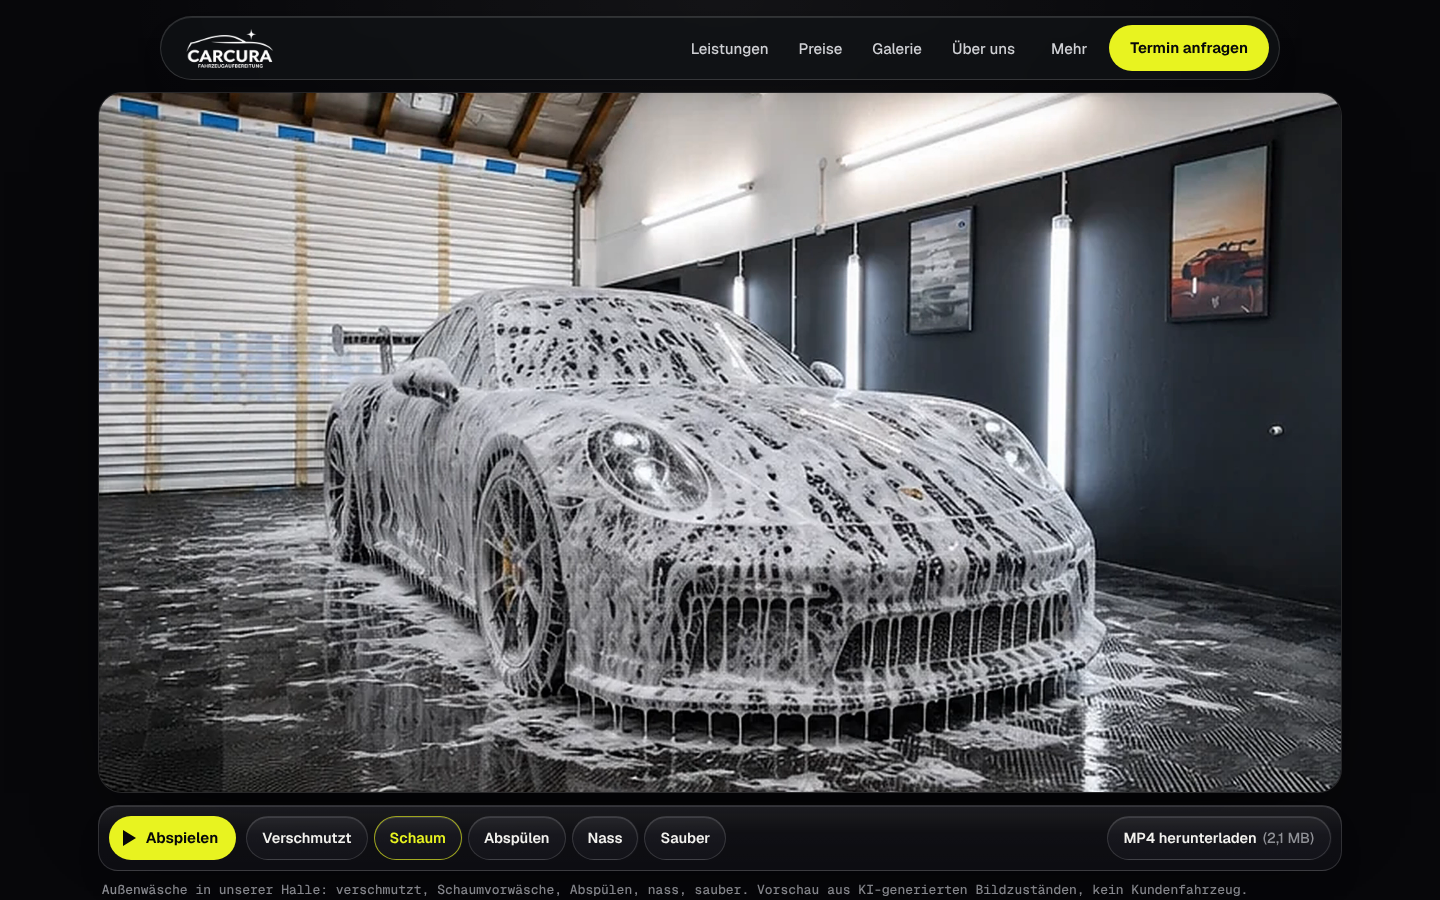 CARCURA
FAHRZEUGAUFBEREITUNG
Leistungen
Preise
Galerie
Über uns
Mehr
Termin anfragen
Abspielen
Verschmutzt
Schaum
Abspülen
Nass
Sauber
MP4 herunterladen (2,1 MB)
Außenwäsche in unserer Halle: verschmutzt, Schaumvorwäsche, Abspülen, nass, sauber. Vorschau aus KI-generierten Bildzuständen, kein Kundenfahrzeug.